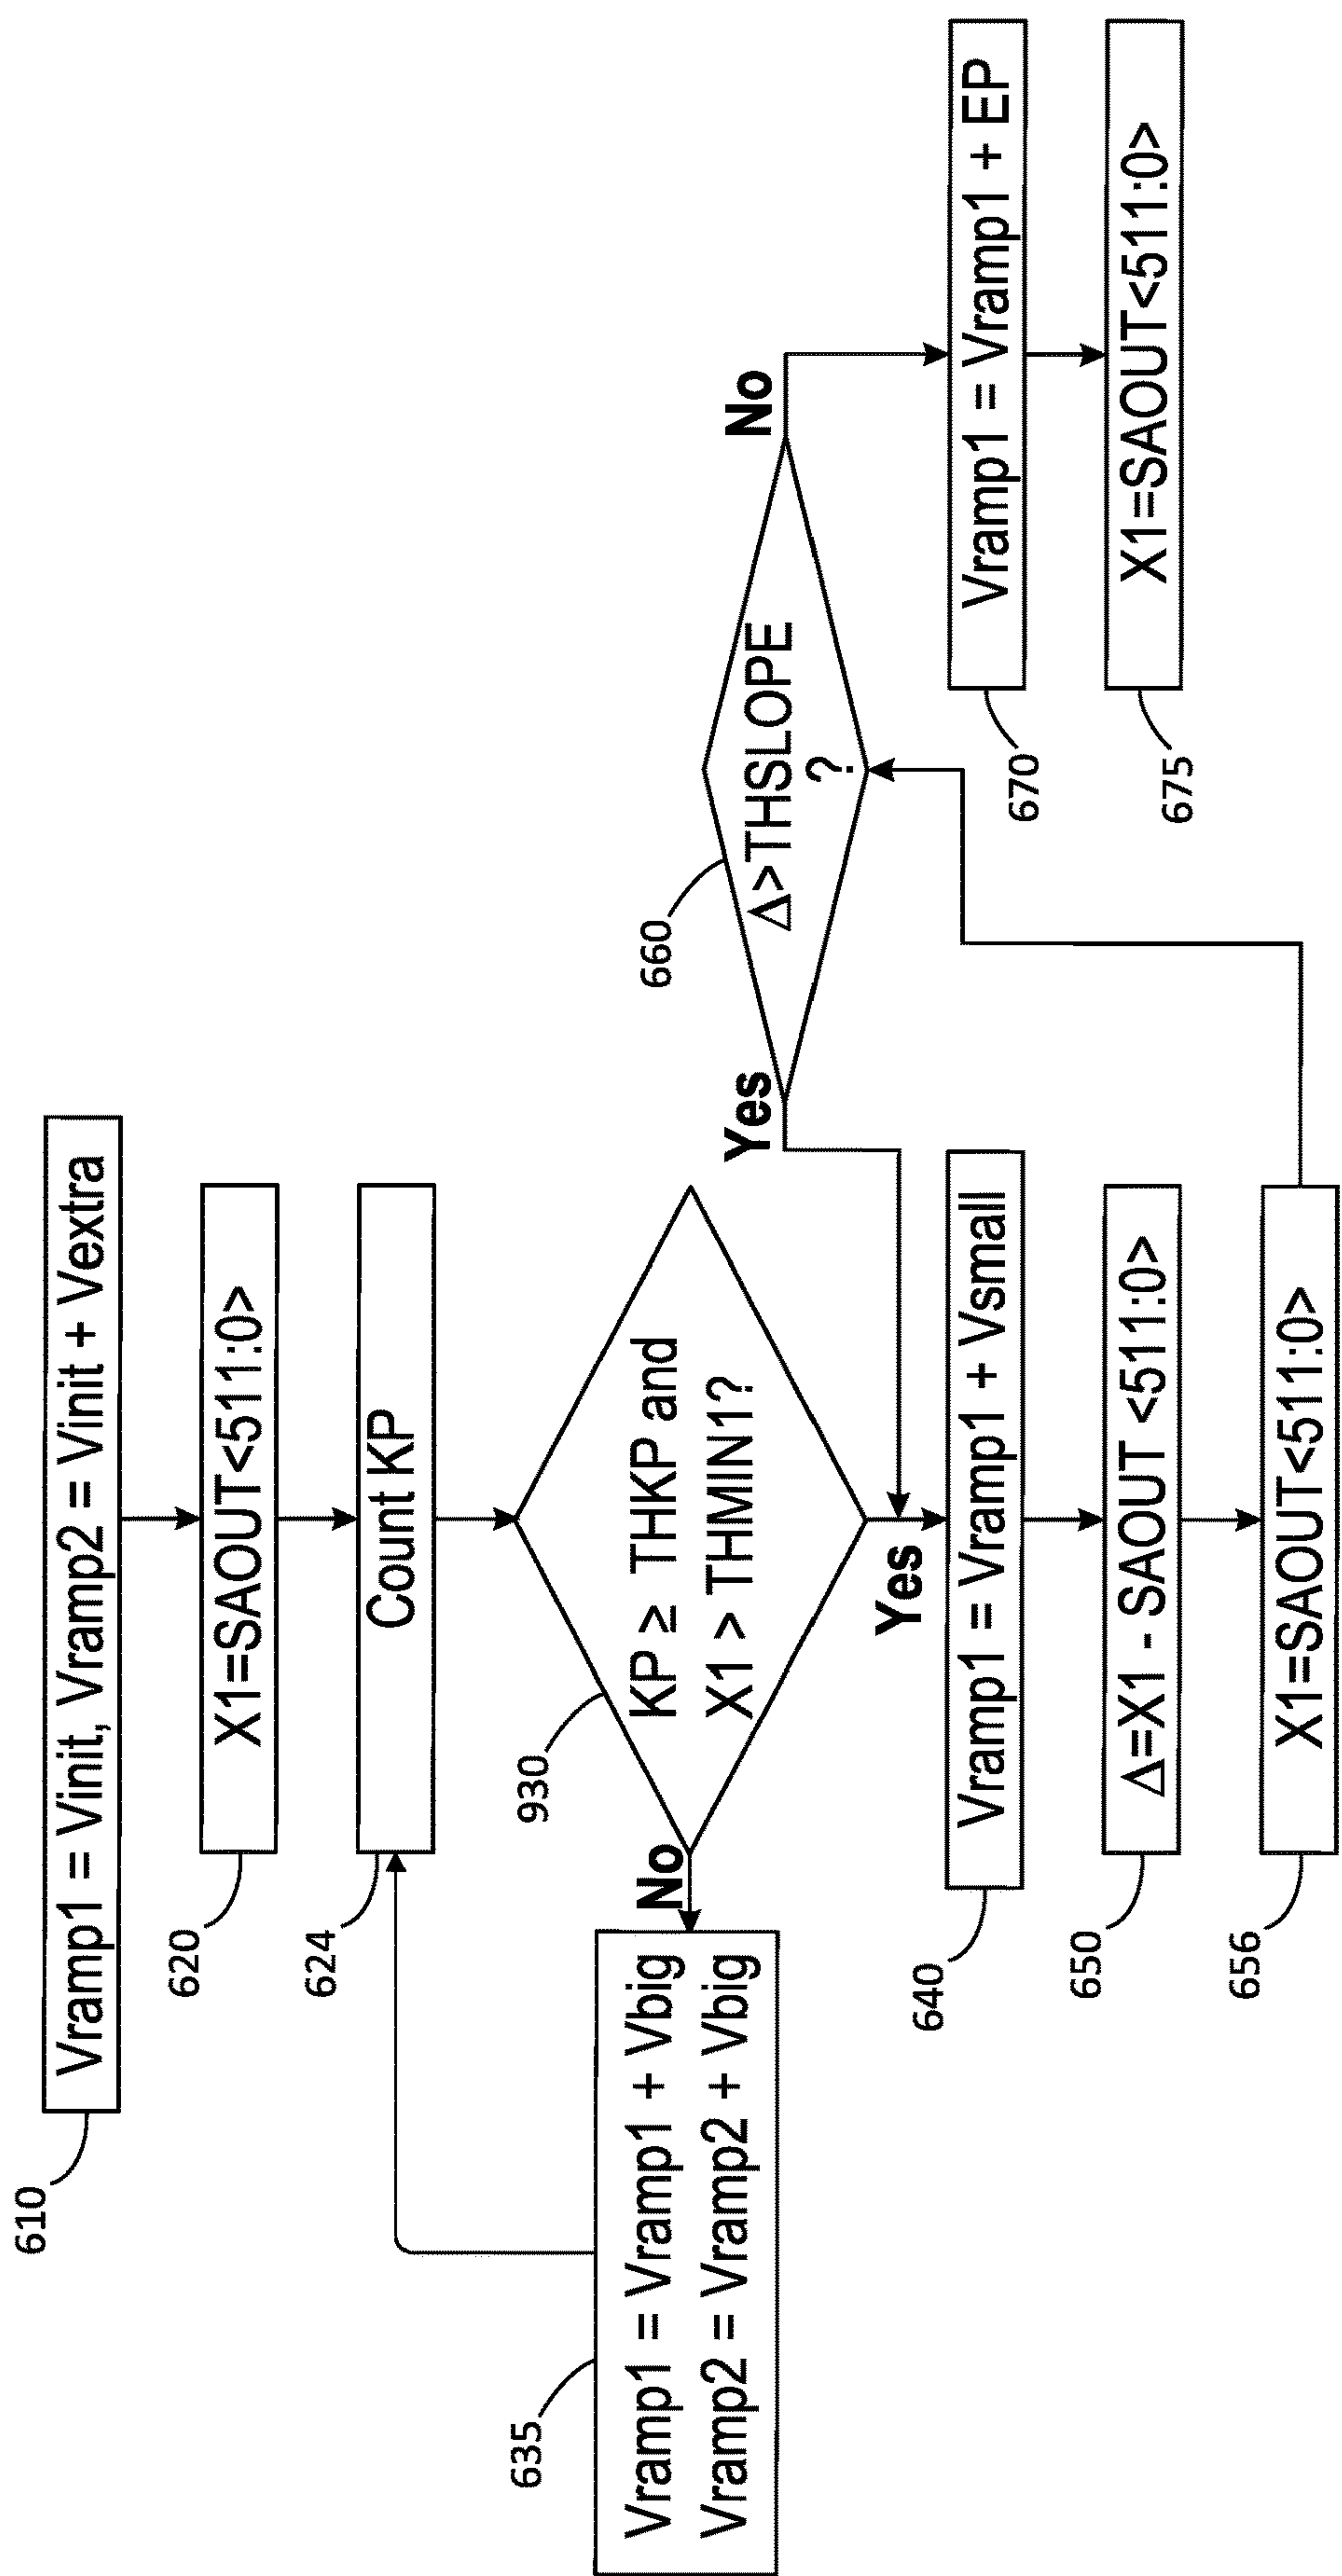 610
Vramp1 = Vinit, Vramp2 = Vinit + Vextra
620
X1=SAOUT<511:0>
624
Count KP
930
KP ≥ THKP and
X1 > THMIN1?
No
635
Vramp1 = Vramp1 + Vbig
Vramp2 = Vramp2 + Vbig
Yes
640
Vramp1 = Vramp1 + Vsmall
650
Δ=X1 - SAOUT <511:0>
656
X1=SAOUT<511:0>
660
Δ>THSLOPE
?
Yes
No
670
Vramp1 = Vramp1 + EP
675
X1=SAOUT<511:0>